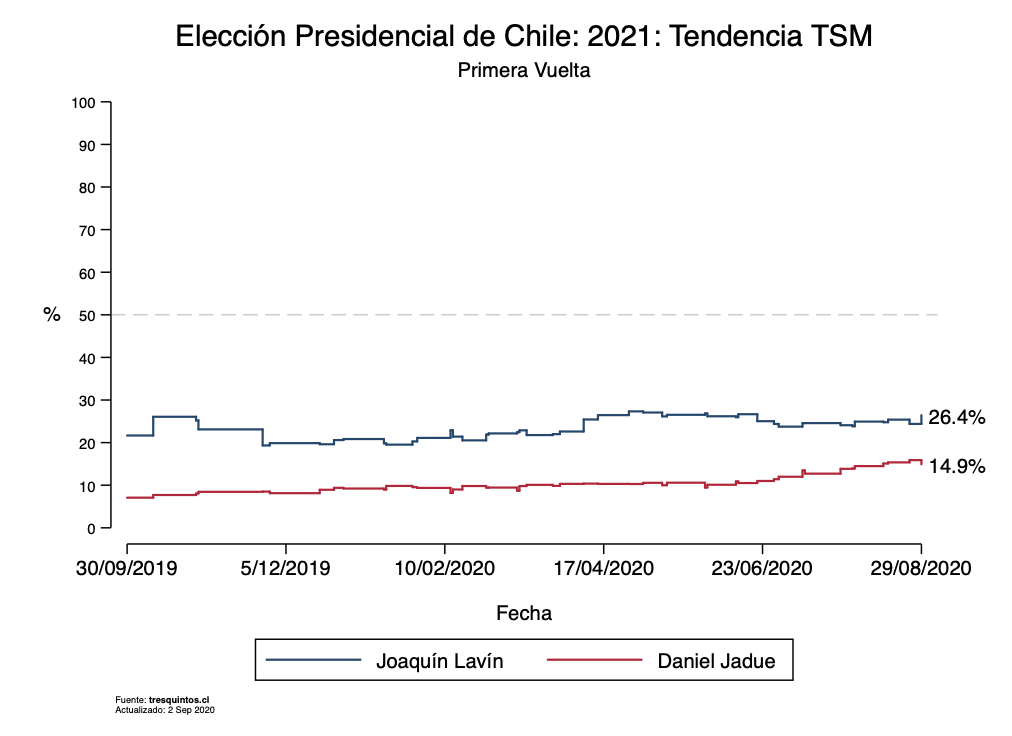 Elección Presidencial de Chile: 2021: Tendencia TSM
Primera Vuelta
100
90
80
70
60
50
40
30
20
10
0
%
26.4%
14.9%
30/09/2019 5/12/2019 10/02/2020 17/04/2020 23/06/2020 29/08/2020
Fecha
Joaquín Lavín Daniel Jadue
Fuente: tresquintos.cl
Actualizado: 2 Sep 2020